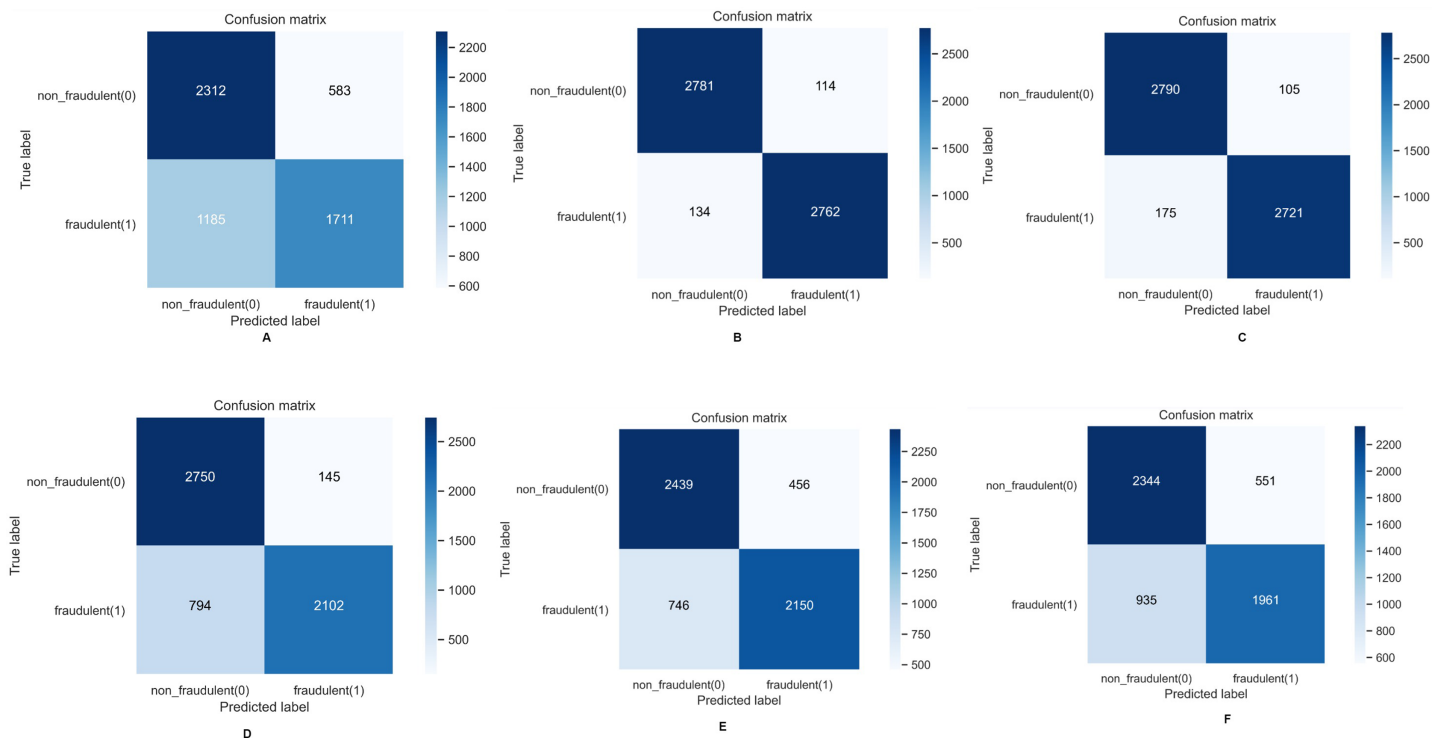 Confusion matrix
non_fraudulent(0)
2312 583
2200
2000
1800
1600
1400
1200
1000
800
600
True label
fraudulent(1)
1185 1711
non_fraudulent(0) fraudulent(1)
Predicted label
A
Confusion matrix
non_fraudulent(0)
2781 114
2500
2000
1500
1000
500
True label
fraudulent(1)
134 2762
non_fraudulent(0) fraudulent(1)
Predicted label
B
Confusion matrix
non_fraudulent(0)
2790 105
2500
2000
1500
1000
500
True label
fraudulent(1)
175 2721
non_fraudulent(0) fraudulent(1)
Predicted label
C
Confusion matrix
non_fraudulent(0)
2750 145
2500
2000
1500
1000
500
True label
fraudulent(1)
794 2102
non_fraudulent(0) fraudulent(1)
Predicted label
D
Confusion matrix
non_fraudulent(0)
2439 456
2250
2000
1750
1500
1250
1000
750
500
True label
fraudulent(1)
746 2150
non_fraudulent(0) fraudulent(1)
Predicted label
E
Confusion matrix
non_fraudulent(0)
2344 551
2200
2000
1800
1600
1400
1200
1000
800
600
True label
fraudulent(1)
935 1961
non_fraudulent(0) fraudulent(1)
Predicted label
F